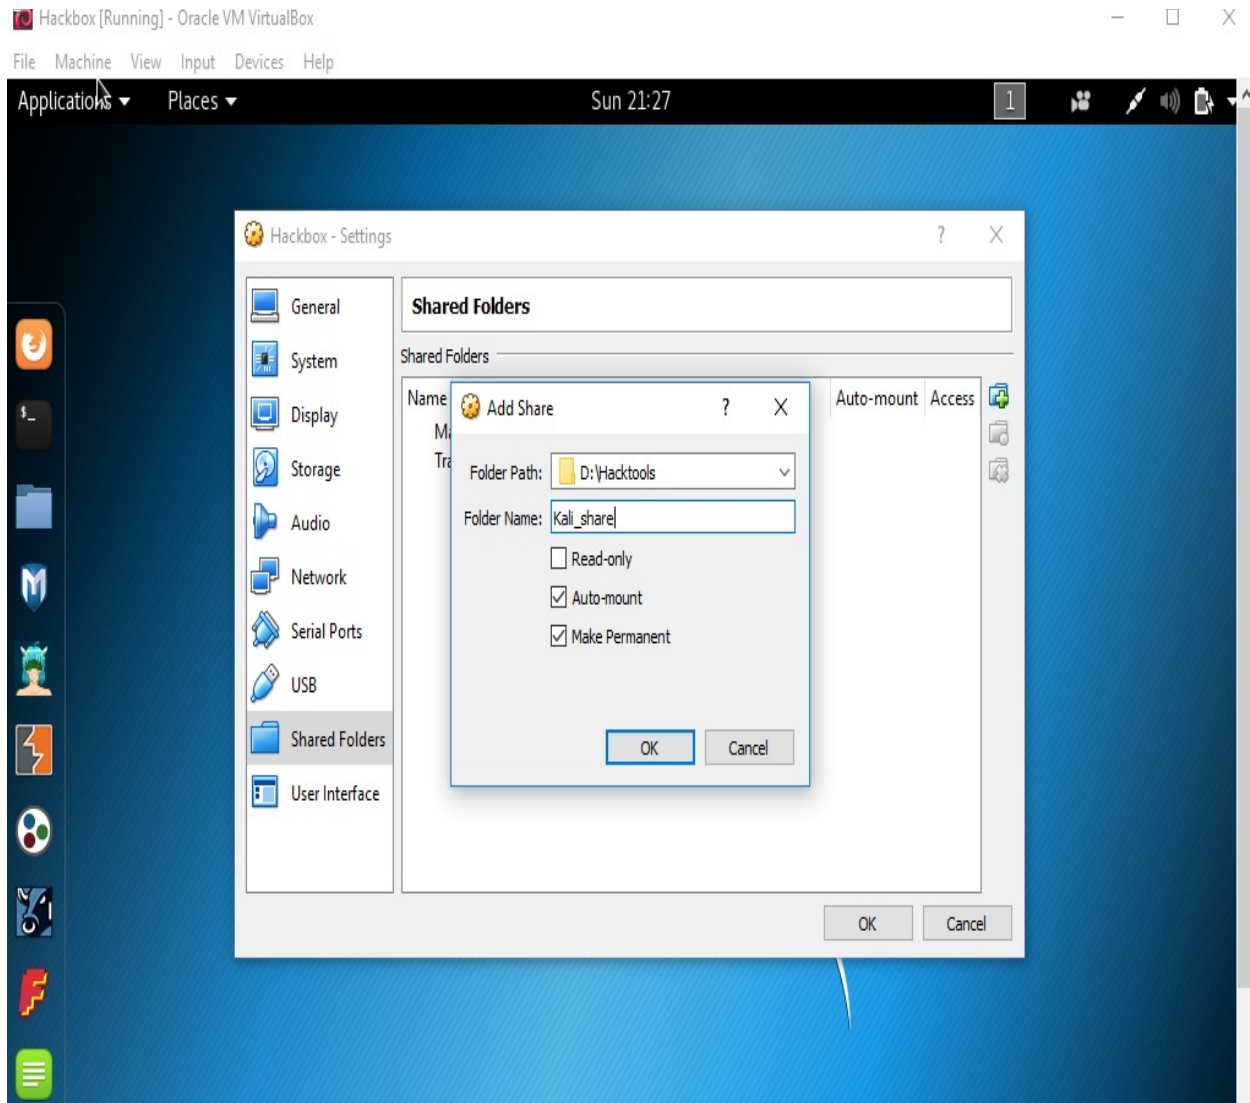 Hackbox [Running] - Oracle VM VirtualBox
File Machine View Input Devices Help
Applications Places Sun 21:27 1
Hackbox - Settings
General
System
Display
Storage
Audio
Network
Serial Ports
USB
Shared Folders
User Interface
Shared Folders
Shared Folders
Name Auto-mount Access
Ma
Tra
Add Share
Folder Path: D:\Hacktools
Folder Name: Kali_share
Read-only
Auto-mount
Make Permanent
OK Cancel
OK Cancel
$_